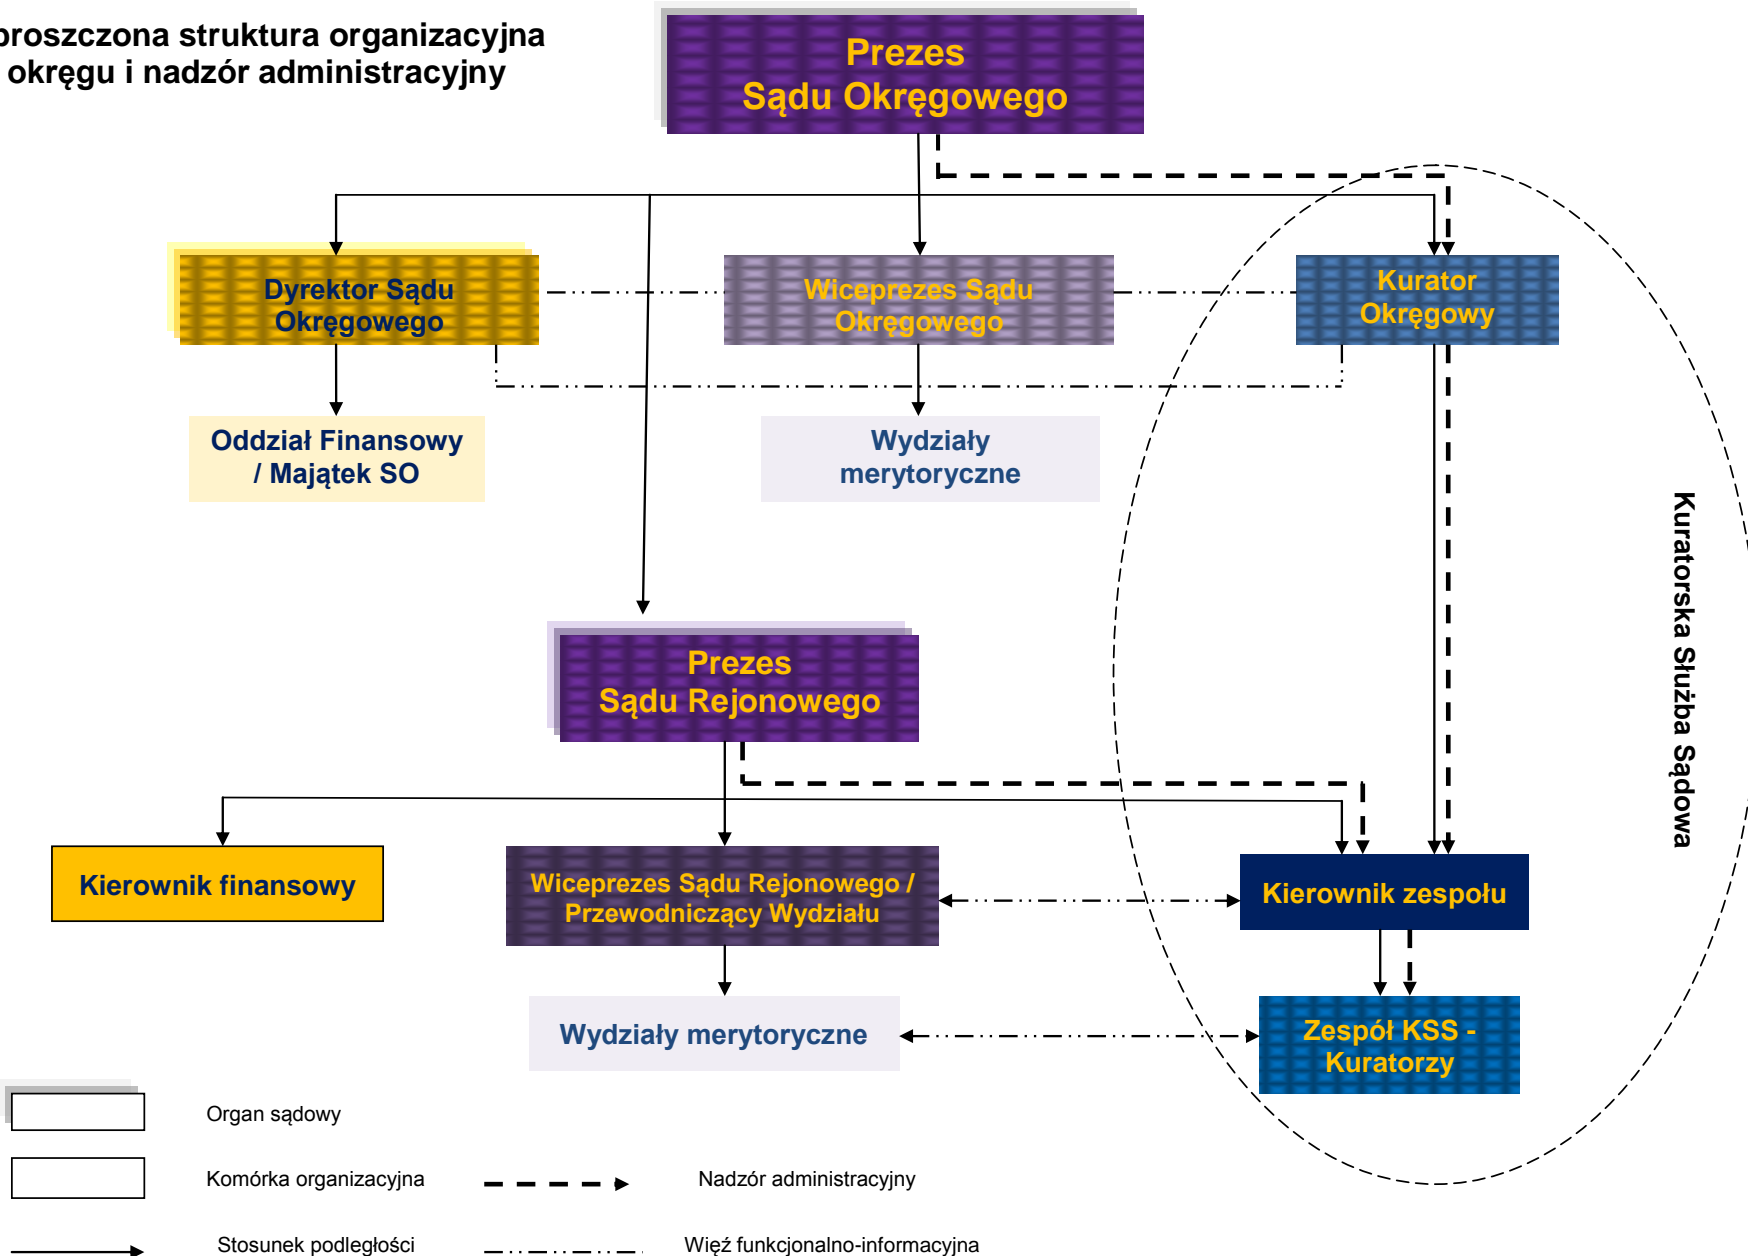 proszczona struktura organizacyjna
okręgu i nadzór administracyjny
Prezes
Sądu Okręgowego
Dyrektor Sądu
Okręgowego
Wiceprezes Sądu
Okręgowego
Kurator
Okręgowy
Oddział Finansowy
/ Majątek SO
Wydziały
merytoryczne
Kuratorska Służba Sądowa
Prezes
Sądu Rejonowego
Kierownik finansowy
Wiceprezes Sądu Rejonowego /
Przewodniczący Wydziału
Kierownik zespołu
Wydziały merytoryczne
Zespół KSS -
Kuratorzy
Organ sądowy
Komórka organizacyjna
Nadzór administracyjny
Stosunek podległości
Więź funkcjonalno-informacyjna